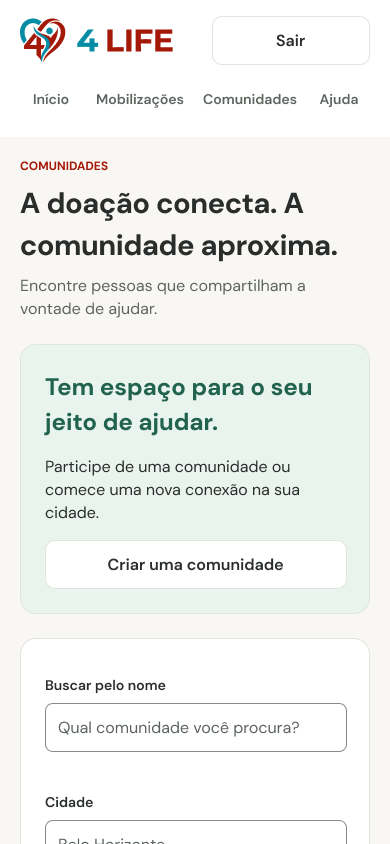 4 LIFE
Sair
Início Mobilizações Comunidades Ajuda
COMUNIDADES
A doação conecta. A
comunidade aproxima.
Encontre pessoas que compartilham a
vontade de ajudar.
Tem espaço para o seu
jeito de ajudar.
Participe de uma comunidade ou
comece uma nova conexão na sua
cidade.
Criar uma comunidade
Buscar pelo nome
Qual comunidade você procura?
Cidade
Belo Horizonte